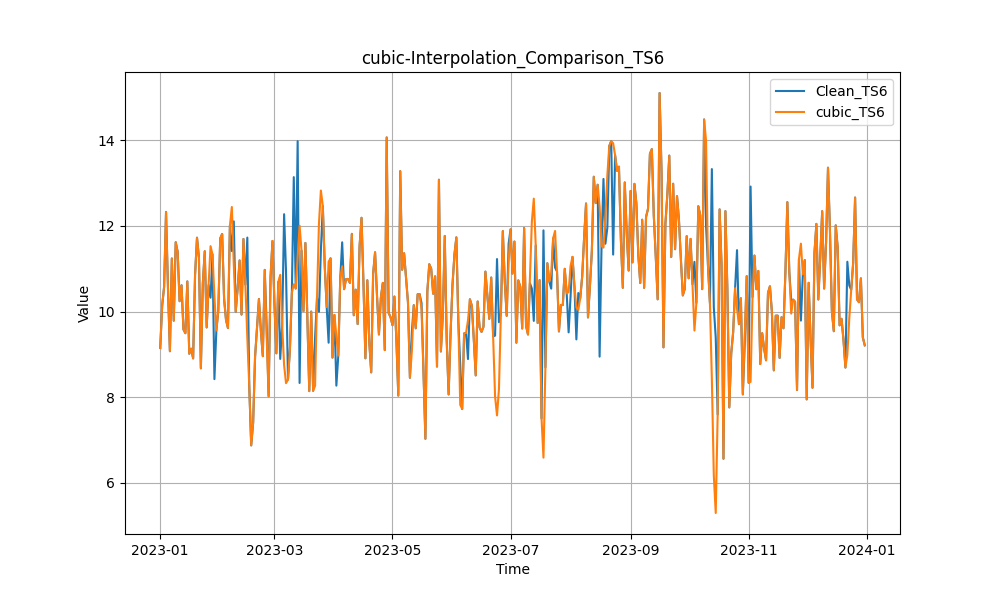 cubic-Interpolation_Comparison_TS6
Clean_TS6
cubic_TS6
14
12
10
8
6
Value
2023-01
2023-03
2023-05
2023-07
2023-09
2023-11
2024-01
Time